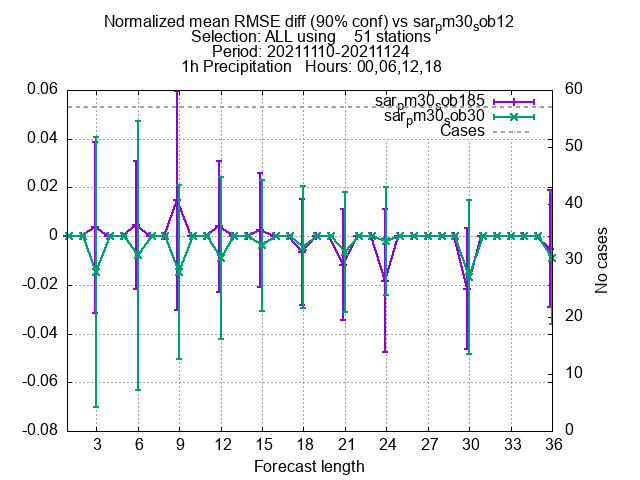 Normalized mean RMSE diff (90% conf) vs sarpm30sob12
Selection: ALL using 51 stations
Period: 20211110-20211124
1h Precipitation Hours: 00,06,12,18
sarpm30sob185
sarpm30sob30
Cases
0.06
0.04
0.02
0
-0.02
-0.04
-0.06
-0.08
60
50
40
30
20
10
0
No cases
3 6 9 12 15 18 21 24 27 30 33 36
Forecast length